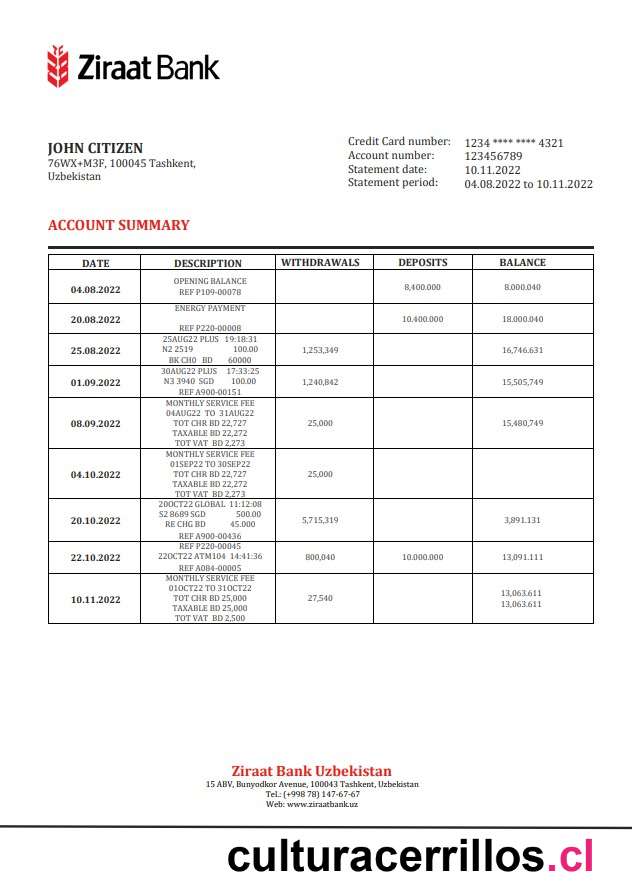 Ziraat Bank
JOHN CITIZEN
76WX+M3F, 100045 Tashkent,
Uzbekistan
Credit Card number: 1234 **** **** 4321
Account number: 123456789
Statement date: 10.11.2022
Statement period: 04.08.2022 to 10.11.2022
ACCOUNT SUMMARY
DATE DESCRIPTION WITHDRAWALS DEPOSITS BALANCE
04.08.2022 OPENING BALANCE 8,400.000 8.000.040
REF P109-00078
20.08.2022 ENERGY PAYMENT 10.400.000 18.000.040
REF P220-00008
25.08.2022 25AUG22 PLUS 19:18:31 1,253,349 16,746.631
N2 2519 100.00
BK CH0 BD 60000
01.09.2022 30AUG22 PLUS 17:33:25 1,240,842 15,505,749
N3 3940 SGD 100.00
REF A900-00151
08.09.2022 MONTHLY SERVICE FEE 25,000 15,480,749
04AUG22 TO 31AUG22
TOT CHR BD 22,727
TAXABLE BD 22,272
TOT VAT BD 2,273
04.10.2022 MONTHLY SERVICE FEE 25,000
01SEP22 TO 30SEP22
TOT CHR BD 22,727
TAXABLE BD 22,272
TOT VAT BD 2,273
20.10.2022 20OCT22 GLOBAL 11:12:08 5,715,319 3,891.131
S2 8689 SGD 500.00
RE CHG BD 45.000
REF A900-00436
22.10.2022 REF P220-00045 800,040 10.000.000 13,091.111
22OCT22 ATM104 14:41:36
REF A084-00005
10.11.2022 MONTHLY SERVICE FEE 27,540 13,063.611
01OCT22 TO 31OCT22 13,063.611
TOT CHR BD 25,000
TAXABLE BD 25,000
TOT VAT BD 2,500
Ziraat Bank Uzbekistan
15 ABV, Bunyodkor Avenue, 100043 Tashkent, Uzbekistan
Tel.: (+998 78) 147-67-67
Web: www.ziraatbank.uz
culturacerrillos.cl